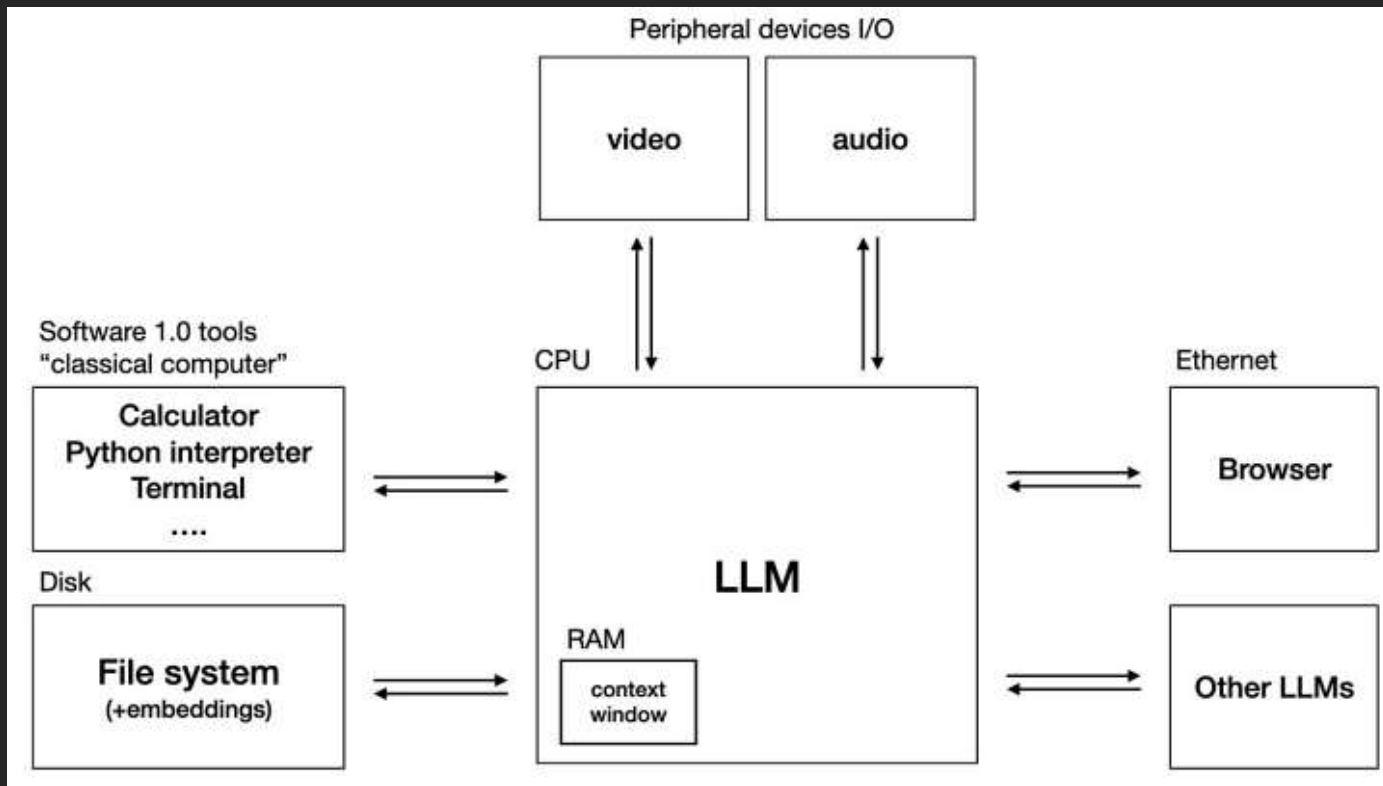 Peripheral devices I/O
video
audio
Software 1.0 tools
“classical computer”
Calculator
Python interpreter
Terminal
....
CPU
LLM
RAM
context
window
Ethernet
Browser
Disk
File system
(+embeddings)
Other LLMs